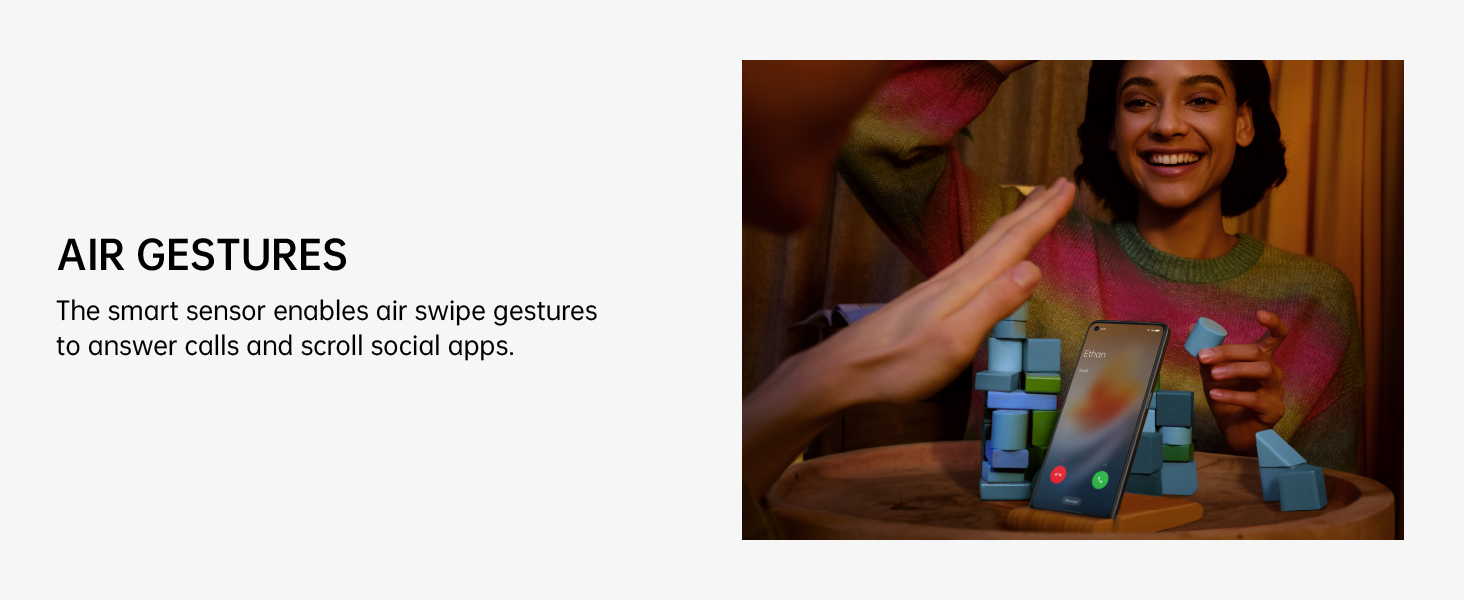 AIR GESTURES
The smart sensor enables air swipe gestures
to answer calls and scroll social apps.
Ethan